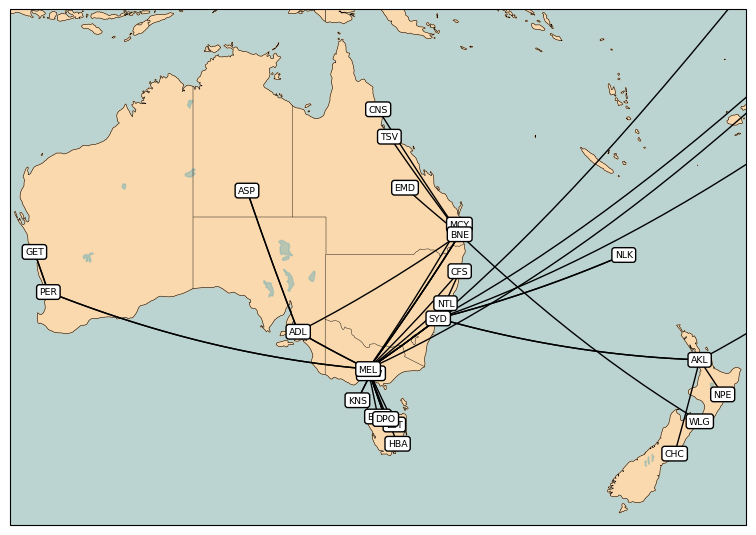 CNS
TSV
EMD
ASP
MCY
BNE
GET
NLK
CFS
PER
NTL
SYD
ADL
AKL
MEL
NPE
KNS
DPO
WLG
HBA
CHC